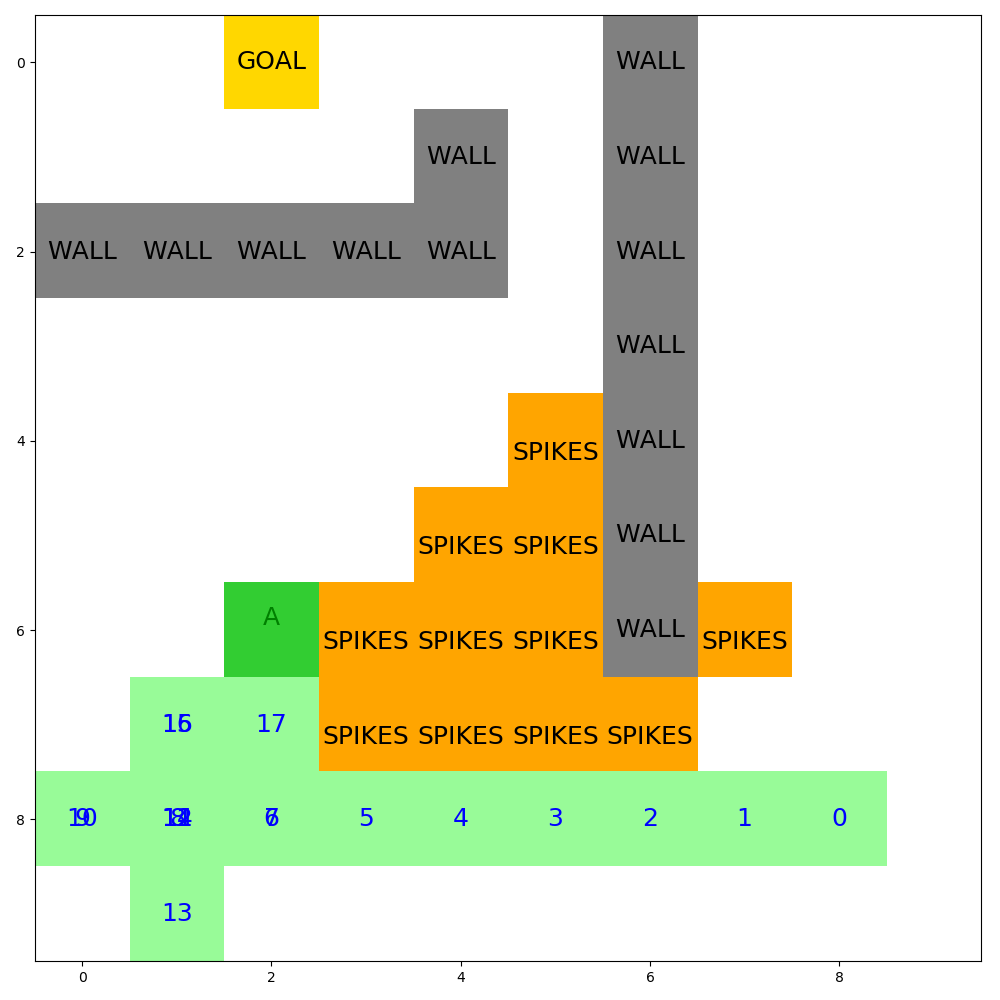 0 GOAL WALL
WALL WALL
2 WALL WALL WALL WALL WALL WALL
WALL
4 SPIKES WALL
SPIKES SPIKES WALL
6 A SPIKES SPIKES SPIKES WALL SPIKES
17 SPIKES SPIKES SPIKES SPIKES
8 5 4 3 2 1 0
13
0 2 4 6 8